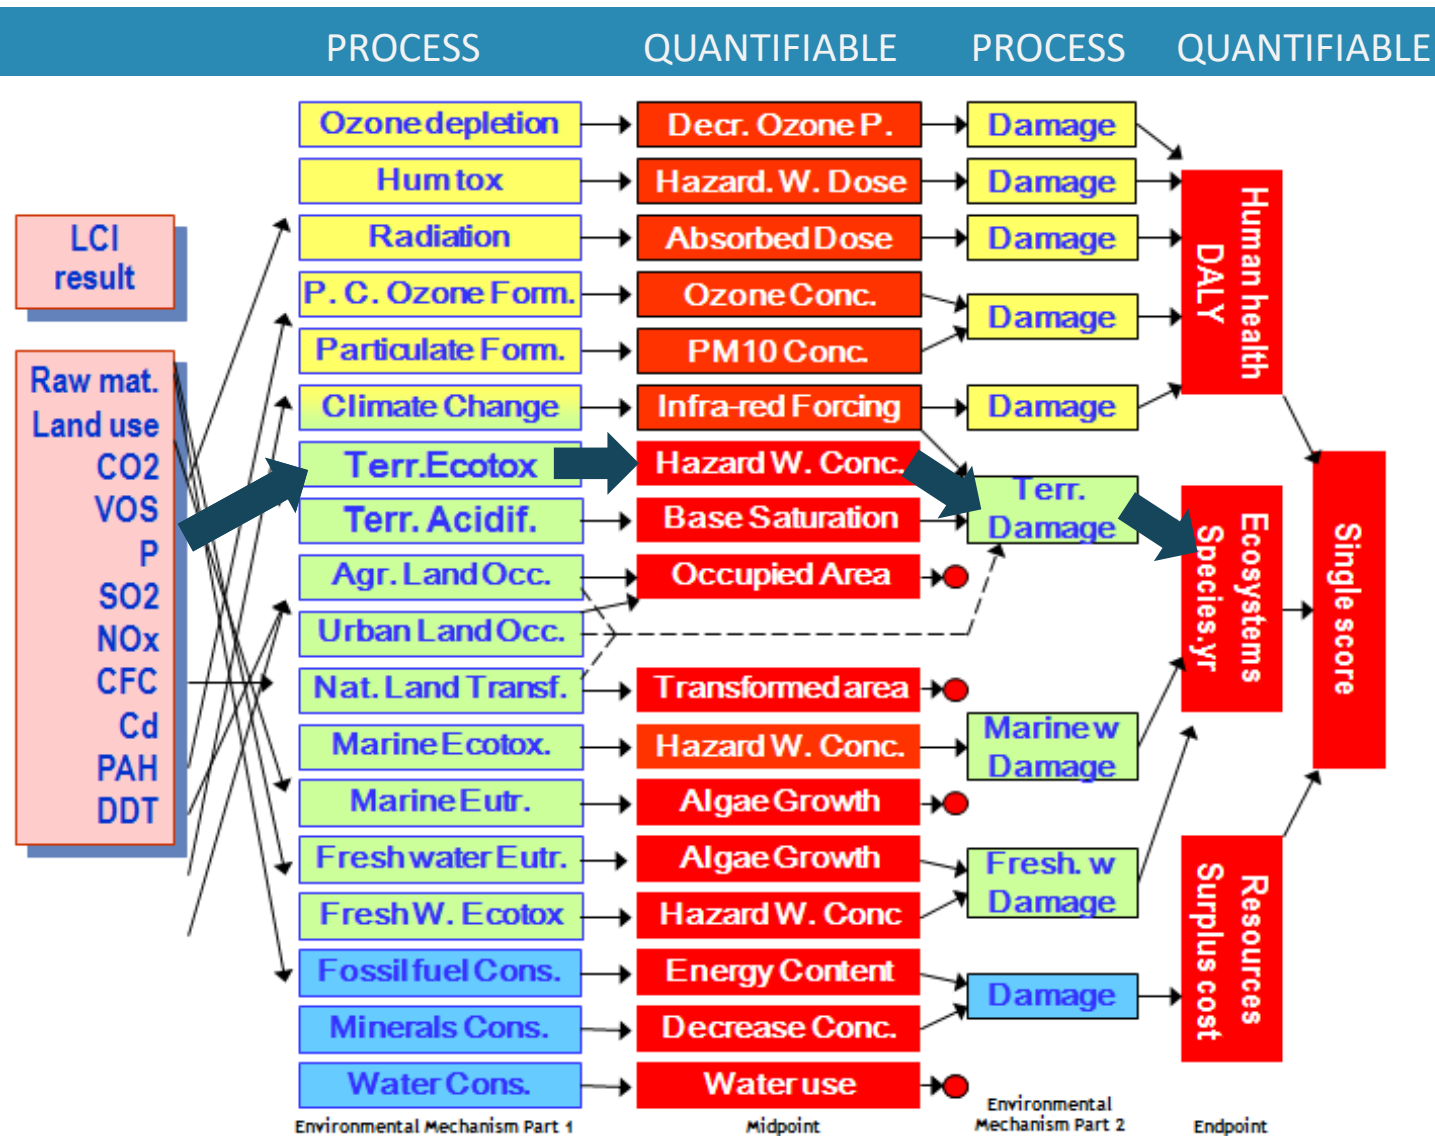 PROCESS QUANTIFIABLE PROCESS QUANTIFIABLE
LCI
result
Raw mat.
Land use
CO2
VOS
P
SO2
NOx
CFC
Cd
PAH
DDT
Ozone depletion
Hum tox
Radiation
P. C. Ozone Form.
Particulate Form.
Climate Change
Terr. Ecotox
Terr. Acidif.
Agr. Land Occ.
Urban Land Occ.
Nat. Land Transf.
Marine Ecotox.
Marine Eutr.
Fresh water Eutr.
Fresh W. Ecotox
Fossil fuel Cons.
Minerals Cons.
Water Cons.
Environmental Mechanism Part 1
Decr. Ozone P.
Hazard. W. Dose
Absorbed Dose
Ozone Conc.
PM10 Conc.
Infra-red Forcing
Hazard W. Conc.
Base Saturation
Occupied Area
Transformed area
Hazard W. Conc.
Algae Growth
Algae Growth
Hazard W. Conc
Energy Content
Decrease Conc.
Water use
Midpoint
Damage
Damage
Damage
Damage
Damage
Terr.
Damage
Marine w
Damage
Fresh. w
Damage
Damage
Environmental
Mechanism Part 2
Human health
DALY
Ecosystems
Species.yr
Resources
Surplus cost
Endpoint
Single score